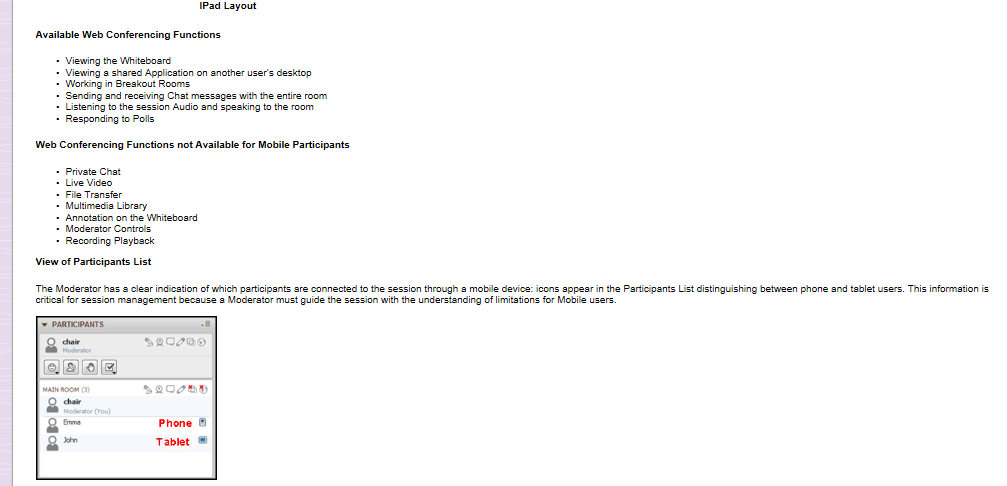 IPad Layout
Available Web Conferencing Functions
• Viewing the Whiteboard
• Viewing a shared Application on another user's desktop
• Working in Breakout Rooms
• Sending and receiving Chat messages with the entire room
• Listening to the session Audio and speaking to the room
• Responding to Polls
Web Conferencing Functions not Available for Mobile Participants
• Private Chat
• Live Video
• File Transfer
• Multimedia Library
• Annotation on the Whiteboard
• Moderator Controls
• Recording Playback
View of Participants List
The Moderator has a clear indication of which participants are connected to the session through a mobile device: icons appear in the Participants List distinguishing between phone and tablet users. This information is
critical for session management because a Moderator must guide the session with the understanding of limitations for Mobile users.
PARTICIPANTS
chair
Moderator
MAIN ROOM (3)
chair
Moderator (You)
Emma Phone
John Tablet